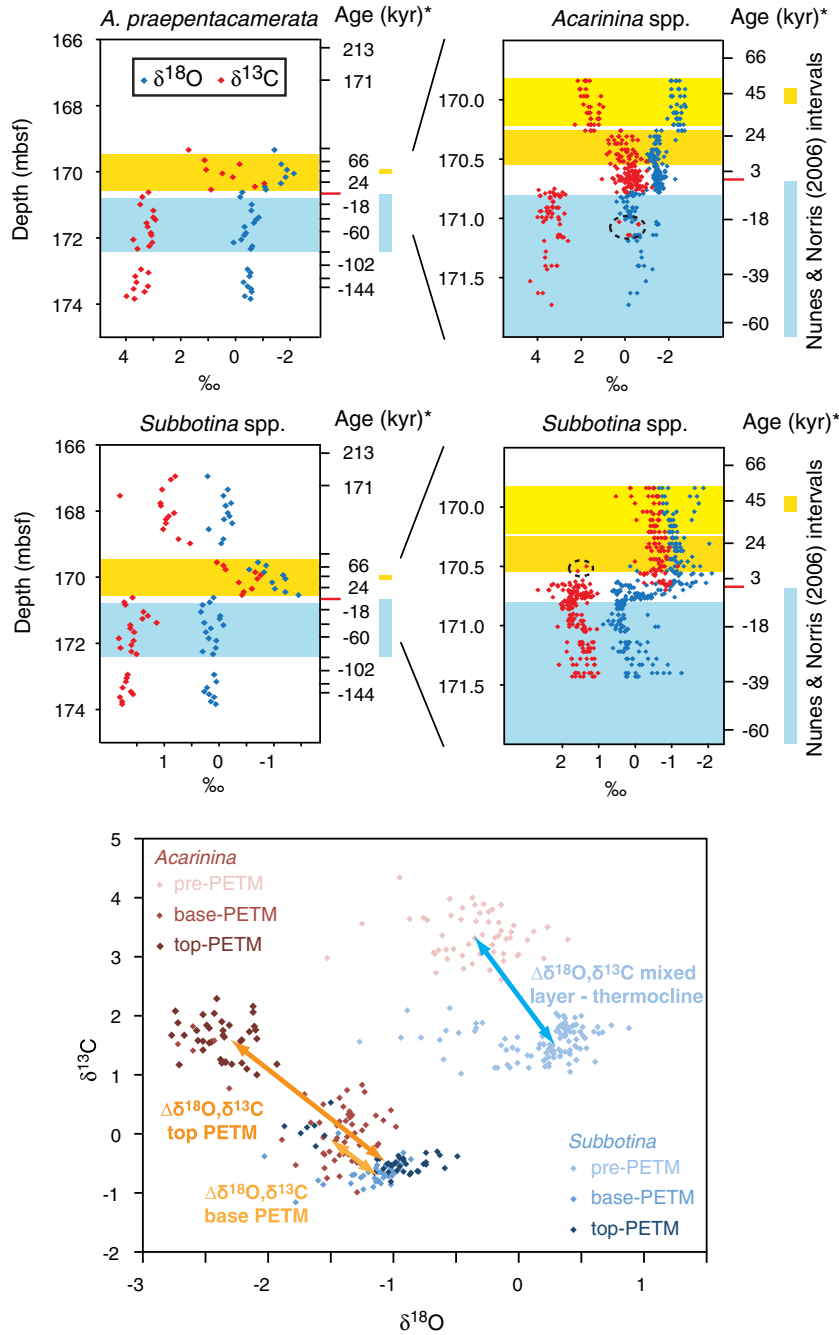 A. praepentacamerata
Age (kyr)*
Acarinina spp.
Age (kyr)*
δ18O
δ13C
166
168
170
172
174
Depth (mbsf)
213
171
66
24
-18
-60
-102
-144
4
2
0
-2
‰
170.0
170.5
171.0
171.5
66
45
24
3
-18
-39
-60
4
2
0
-2
‰
Nunes & Norris (2006) intervals
Subbotina spp.
Age (kyr)*
Subbotina spp.
Age (kyr)*
166
168
170
172
174
Depth (mbsf)
213
171
66
24
-18
-60
-102
-144
1
0
-1
‰
170.0
170.5
171.0
171.5
66
45
24
3
-18
-39
-60
2
1
0
-1
-2
‰
Nunes & Norris (2006) intervals
5
4
3
2
1
0
-1
-2
δ13C
Acarinina
pre-PETM
base-PETM
top-PETM
Δδ18O,δ13C mixed
layer - thermocline
Δδ18O,δ13C
top PETM
Δδ18O,δ13C
base PETM
Subbotina
pre-PETM
base-PETM
top-PETM
-3
-2
-1
0
1
δ18O